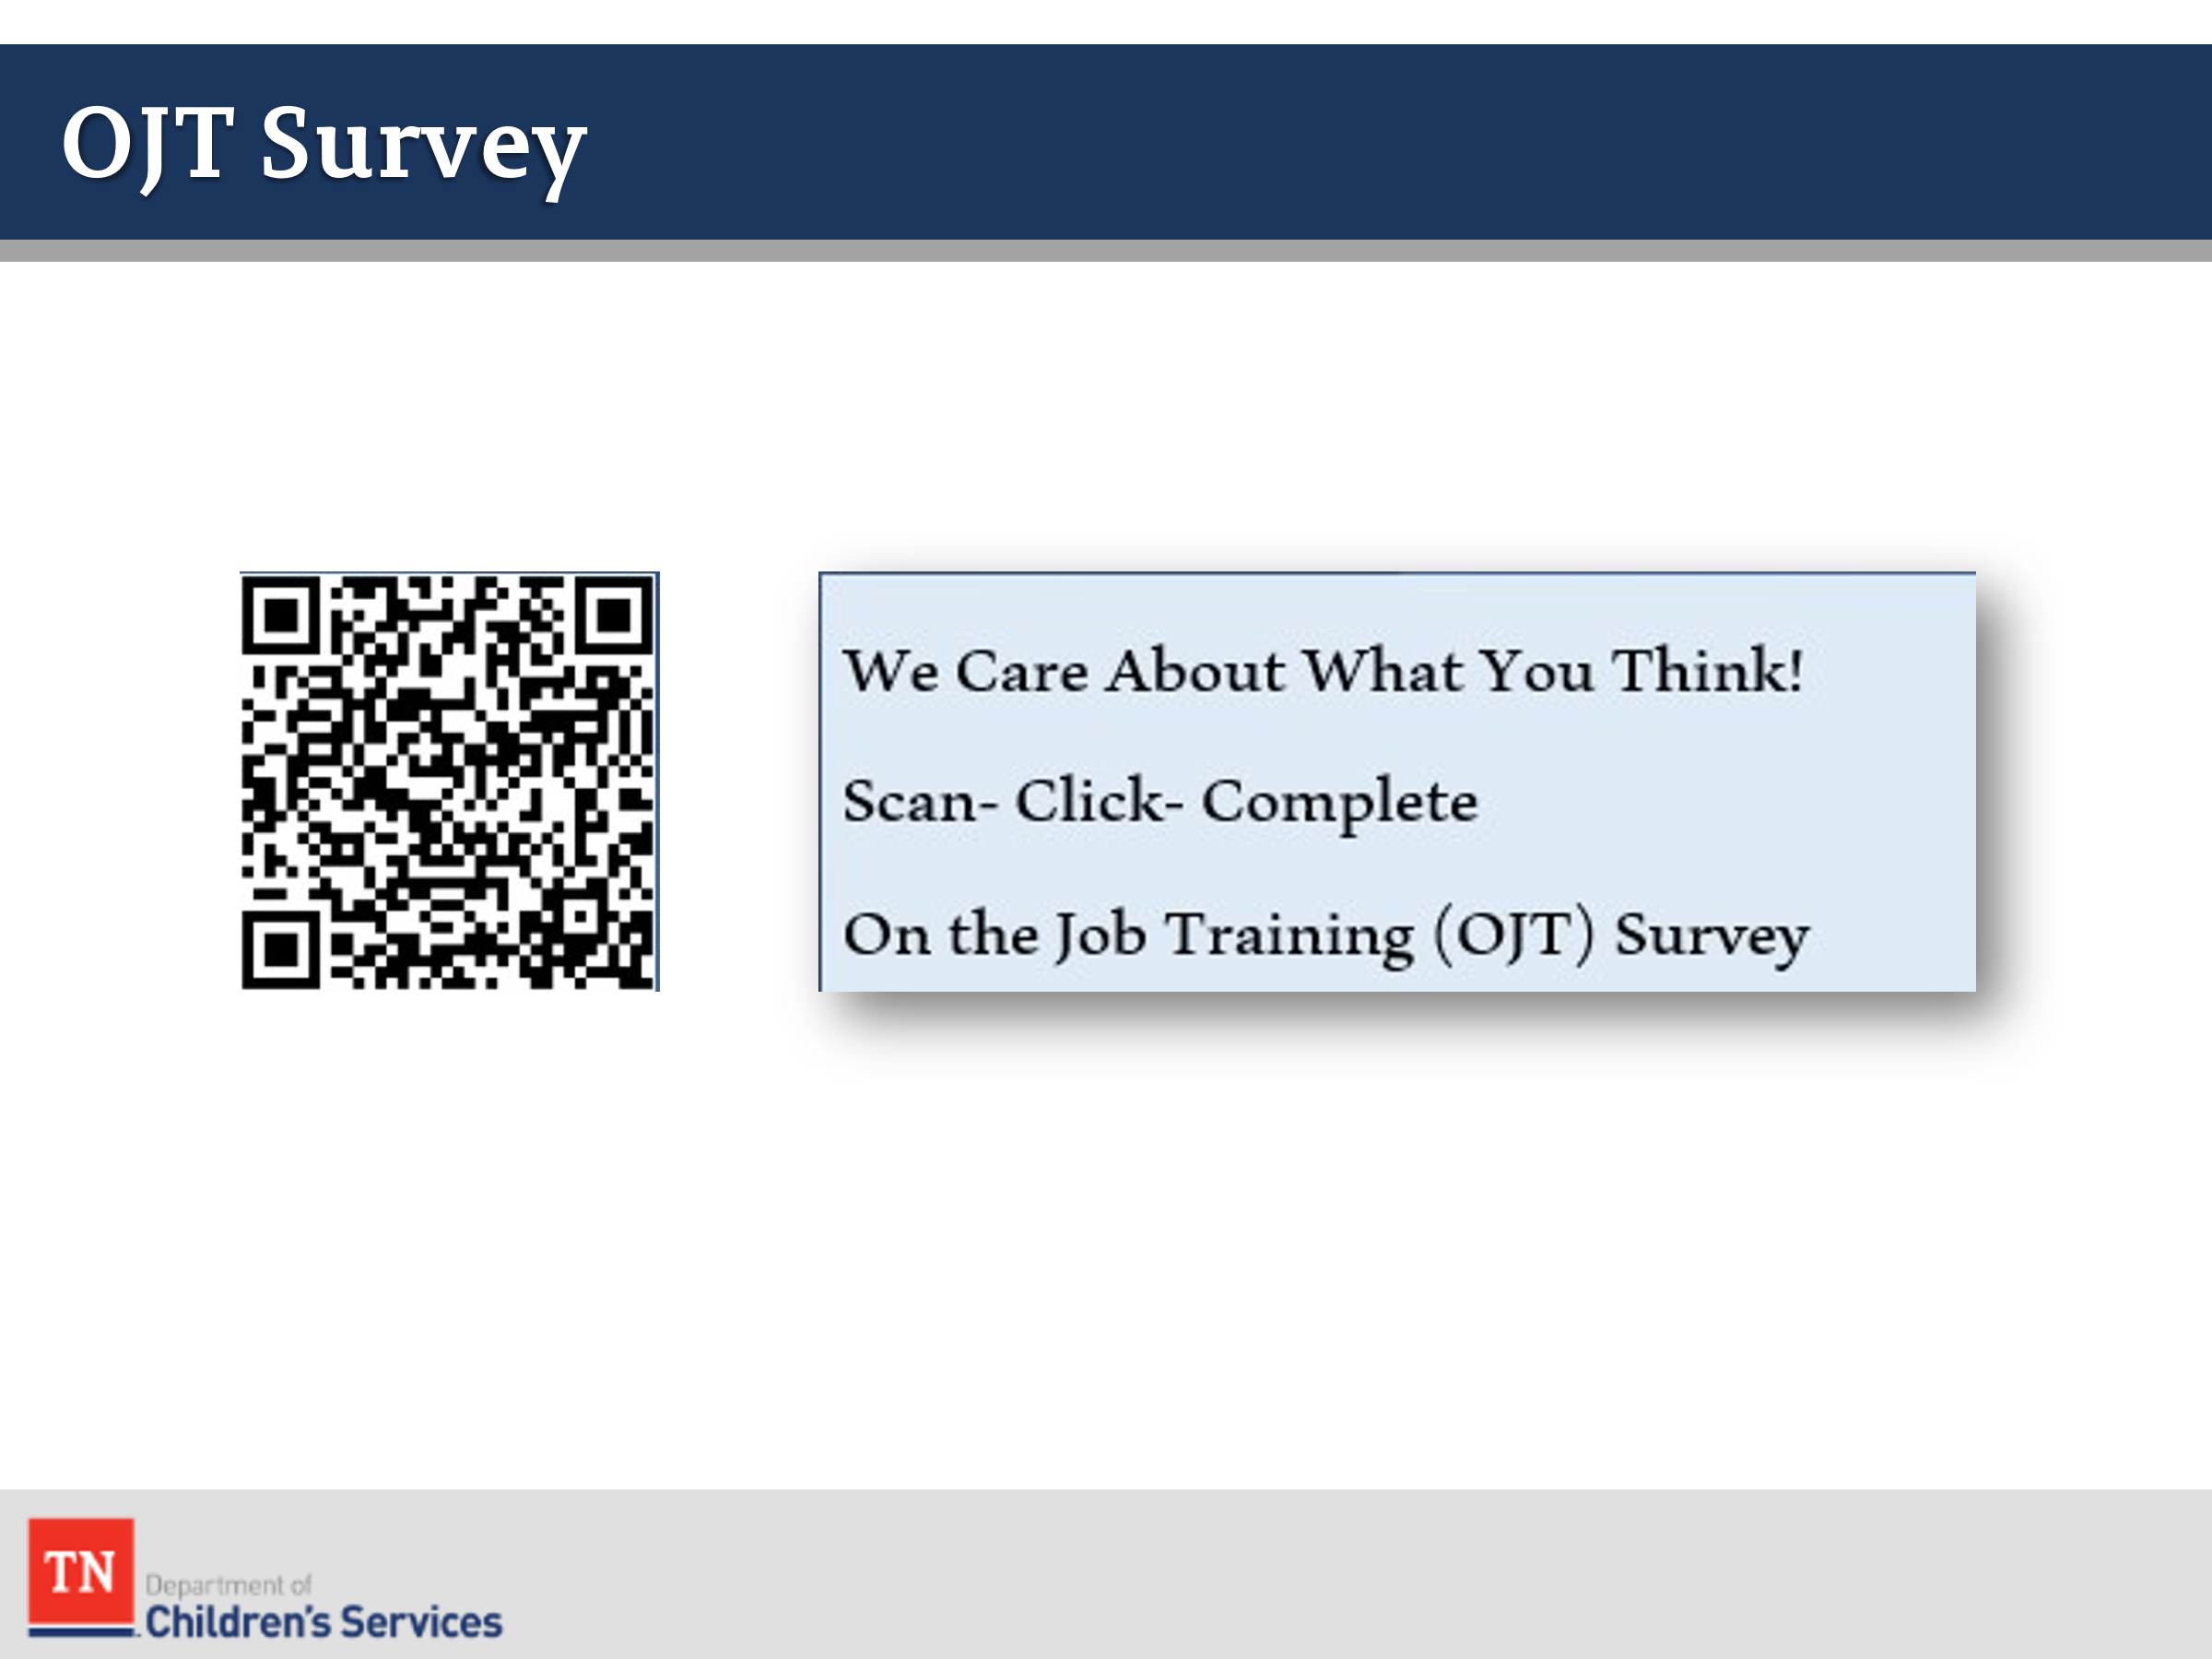 OJT Survey
We Care About What You Think!
Scan- Click- Complete
On the Job Training (OJT) Survey
TN
Department of
Children's Services